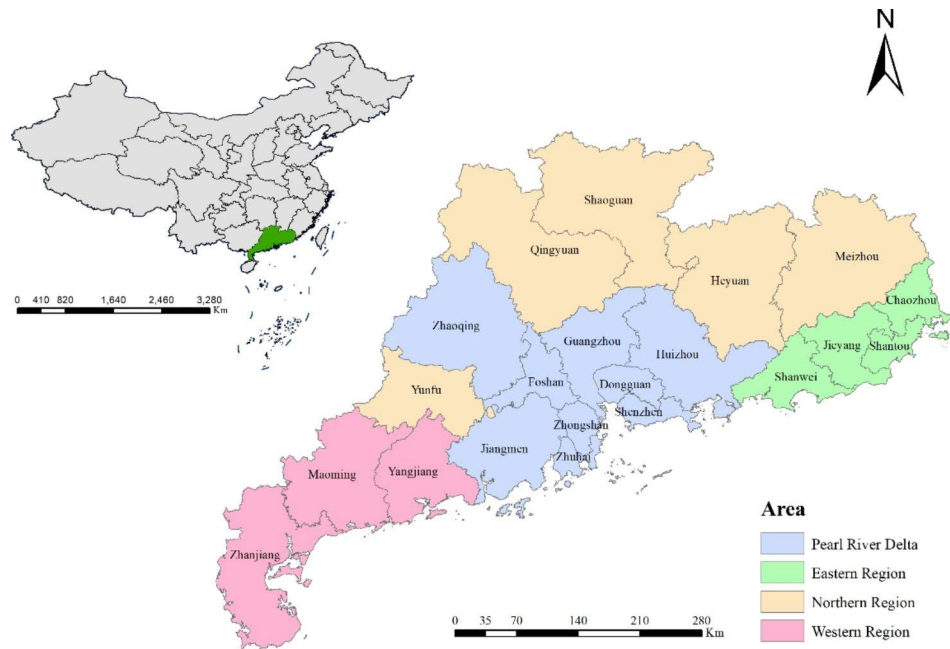 N
0 410 820 1,640 2,460 3,280
Km
Shaoguan
Qingyuan
Heyuan
Meizhou
Chaozhou
Zhaoqing
Guangzhou
Huizhou
Jieyang
Shantou
Shanwei
Yunfu
Foshan
Dongguan
Shenzhen
Zhongshan
Jiangmen
Zhuhai
Maoming
Yangjiang
Zhanjiang
Area
Pearl River Delta
Eastern Region
Northern Region
Western Region
0 35 70 140 210 280
Km